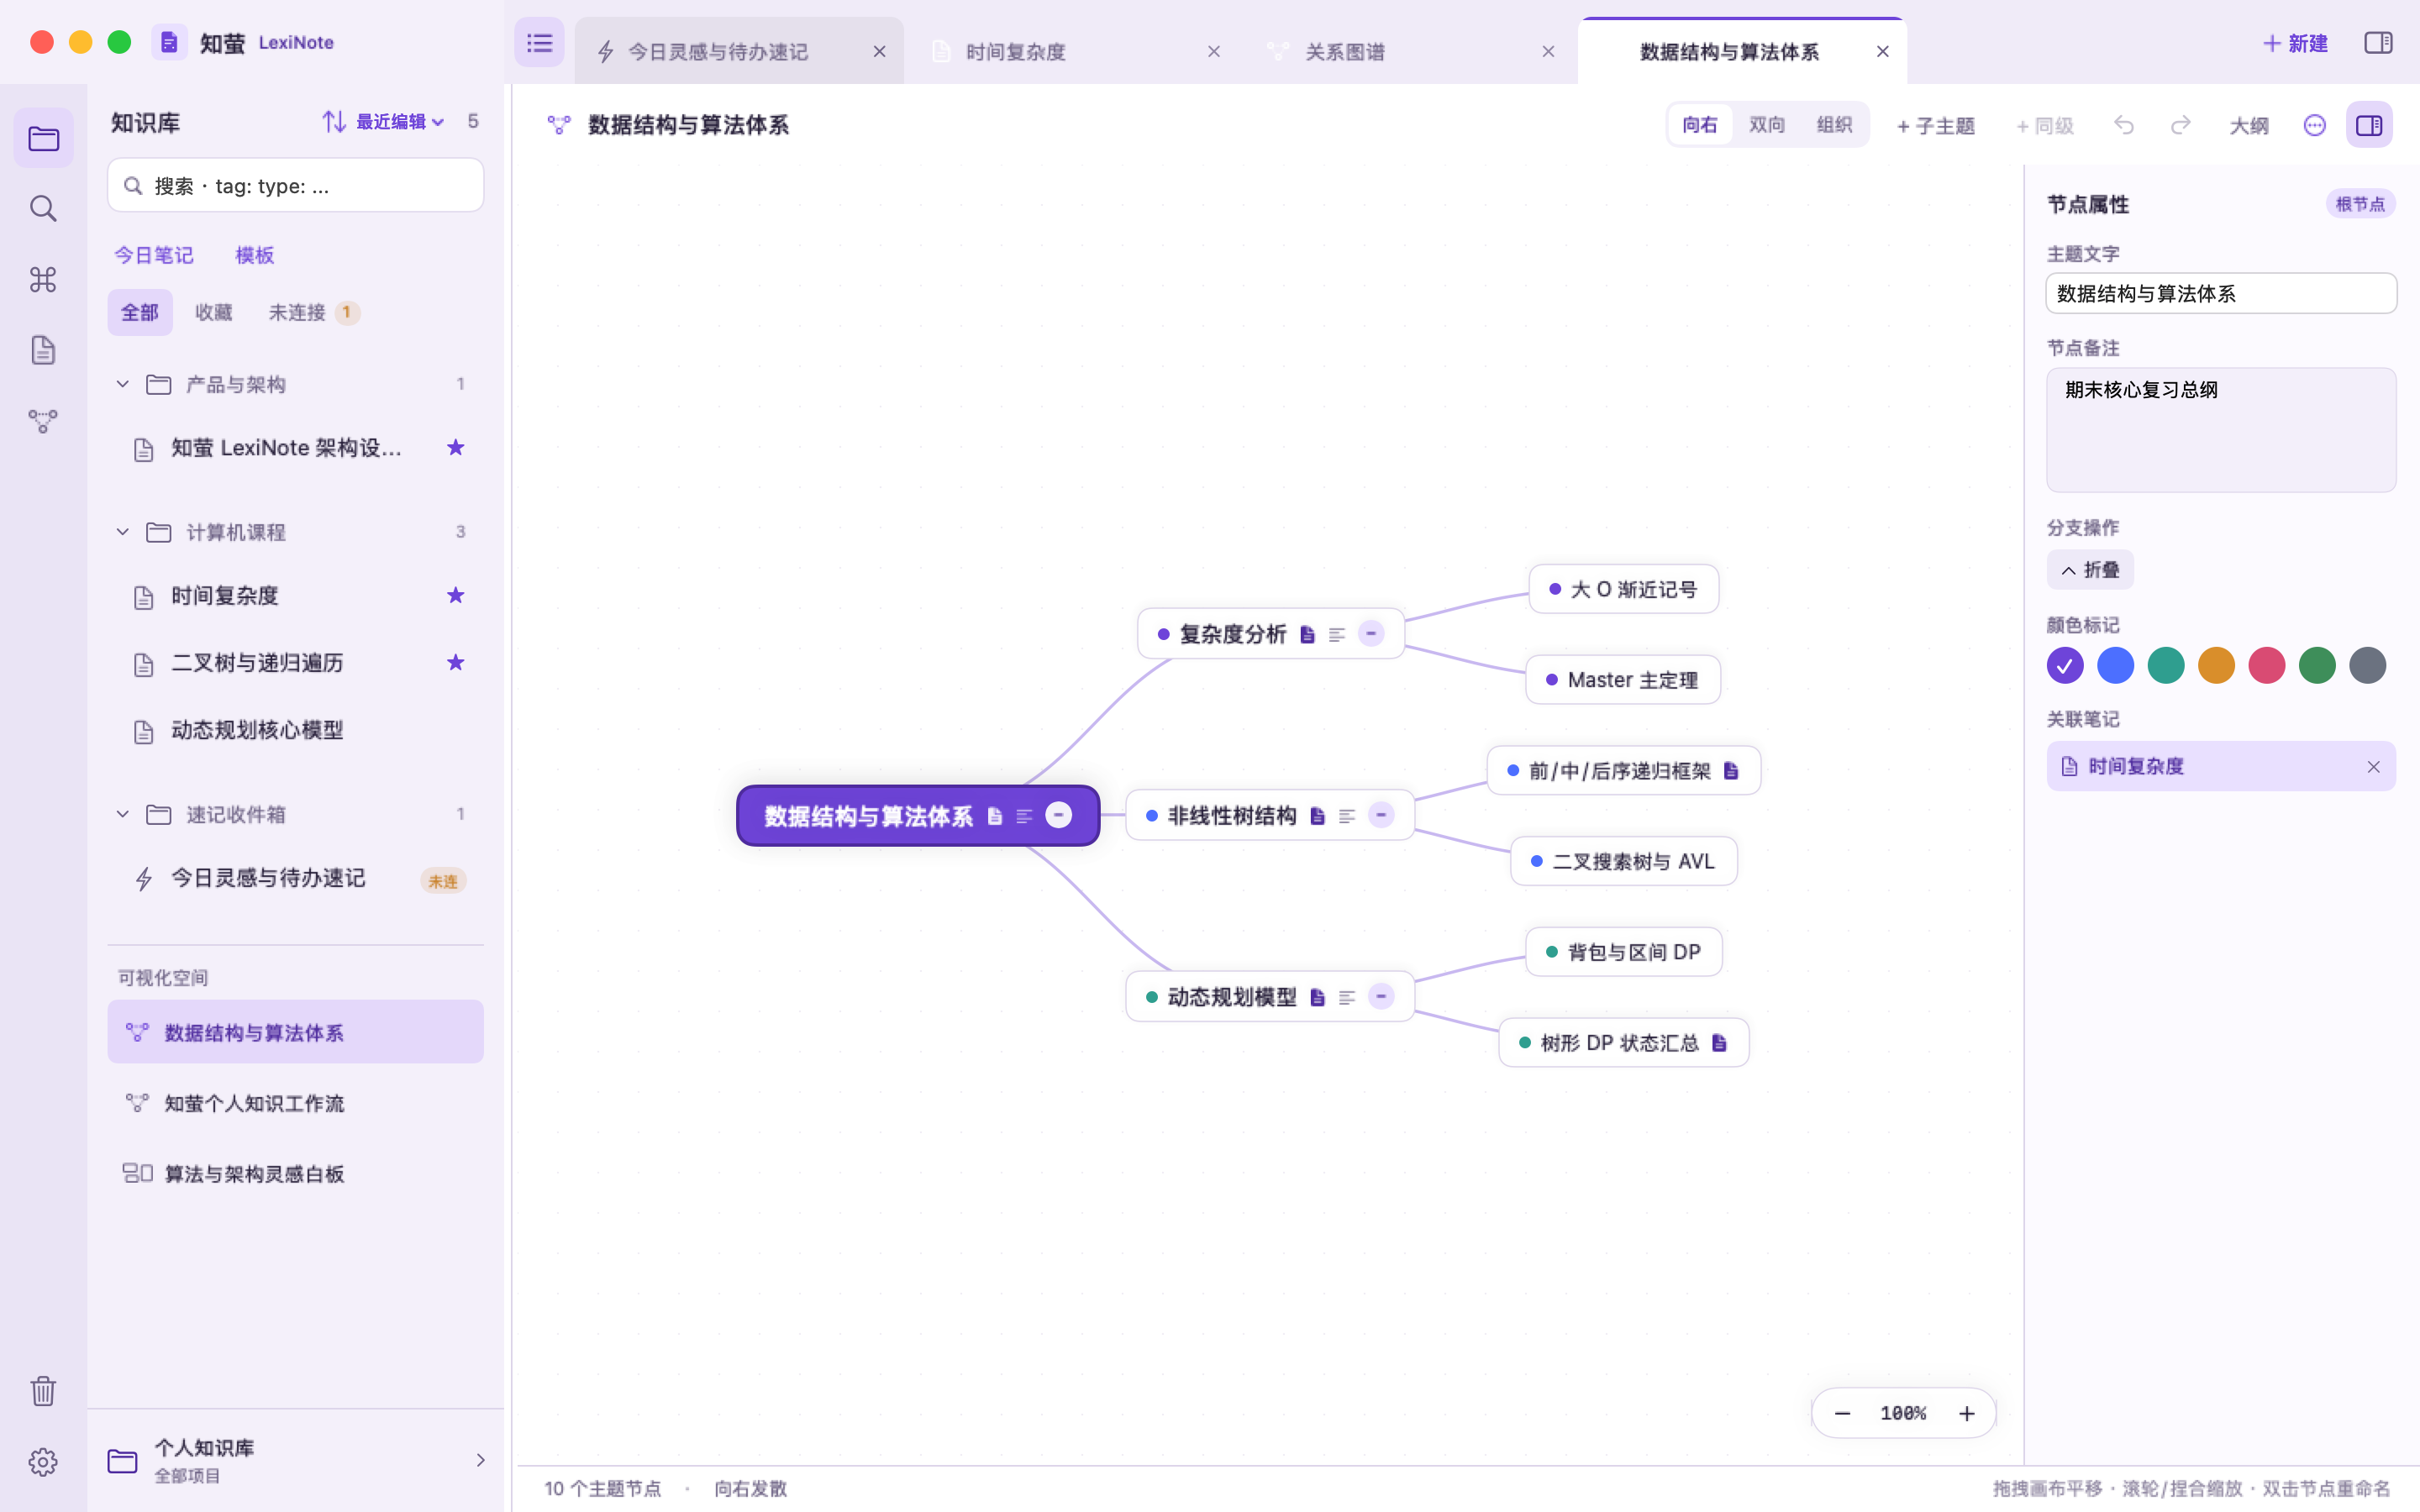 知萤 LexiNote
今日灵感与待办速记
时间复杂度
关系图谱
数据结构与算法体系
新建
知识库
最近编辑
5
搜索 · tag: type: ...
今日笔记
模板
全部
收藏
未连接 1
产品与架构 1
知萤 LexiNote 架构设...
计算机课程 3
时间复杂度
二叉树与递归遍历
动态规划核心模型
速记收件箱 1
今日灵感与待办速记 未连
可视化空间
数据结构与算法体系
知萤个人知识工作流
算法与架构灵感白板
个人知识库
全部项目
数据结构与算法体系
向右
双向
组织
+ 子主题
+ 同级
大纲
复杂度分析
大 O 渐近记号
Master 主定理
数据结构与算法体系
非线性树结构
前/中/后序递归框架
二叉搜索树与 AVL
动态规划模型
背包与区间 DP
树形 DP 状态汇总
100%
10 个主题节点 · 向右发散
拖拽画布平移 · 滚轮/捏合缩放 · 双击节点重命名
节点属性
根节点
主题文字
数据结构与算法体系
节点备注
期末核心复习总纲
分支操作
折叠
颜色标记
关联笔记
时间复杂度